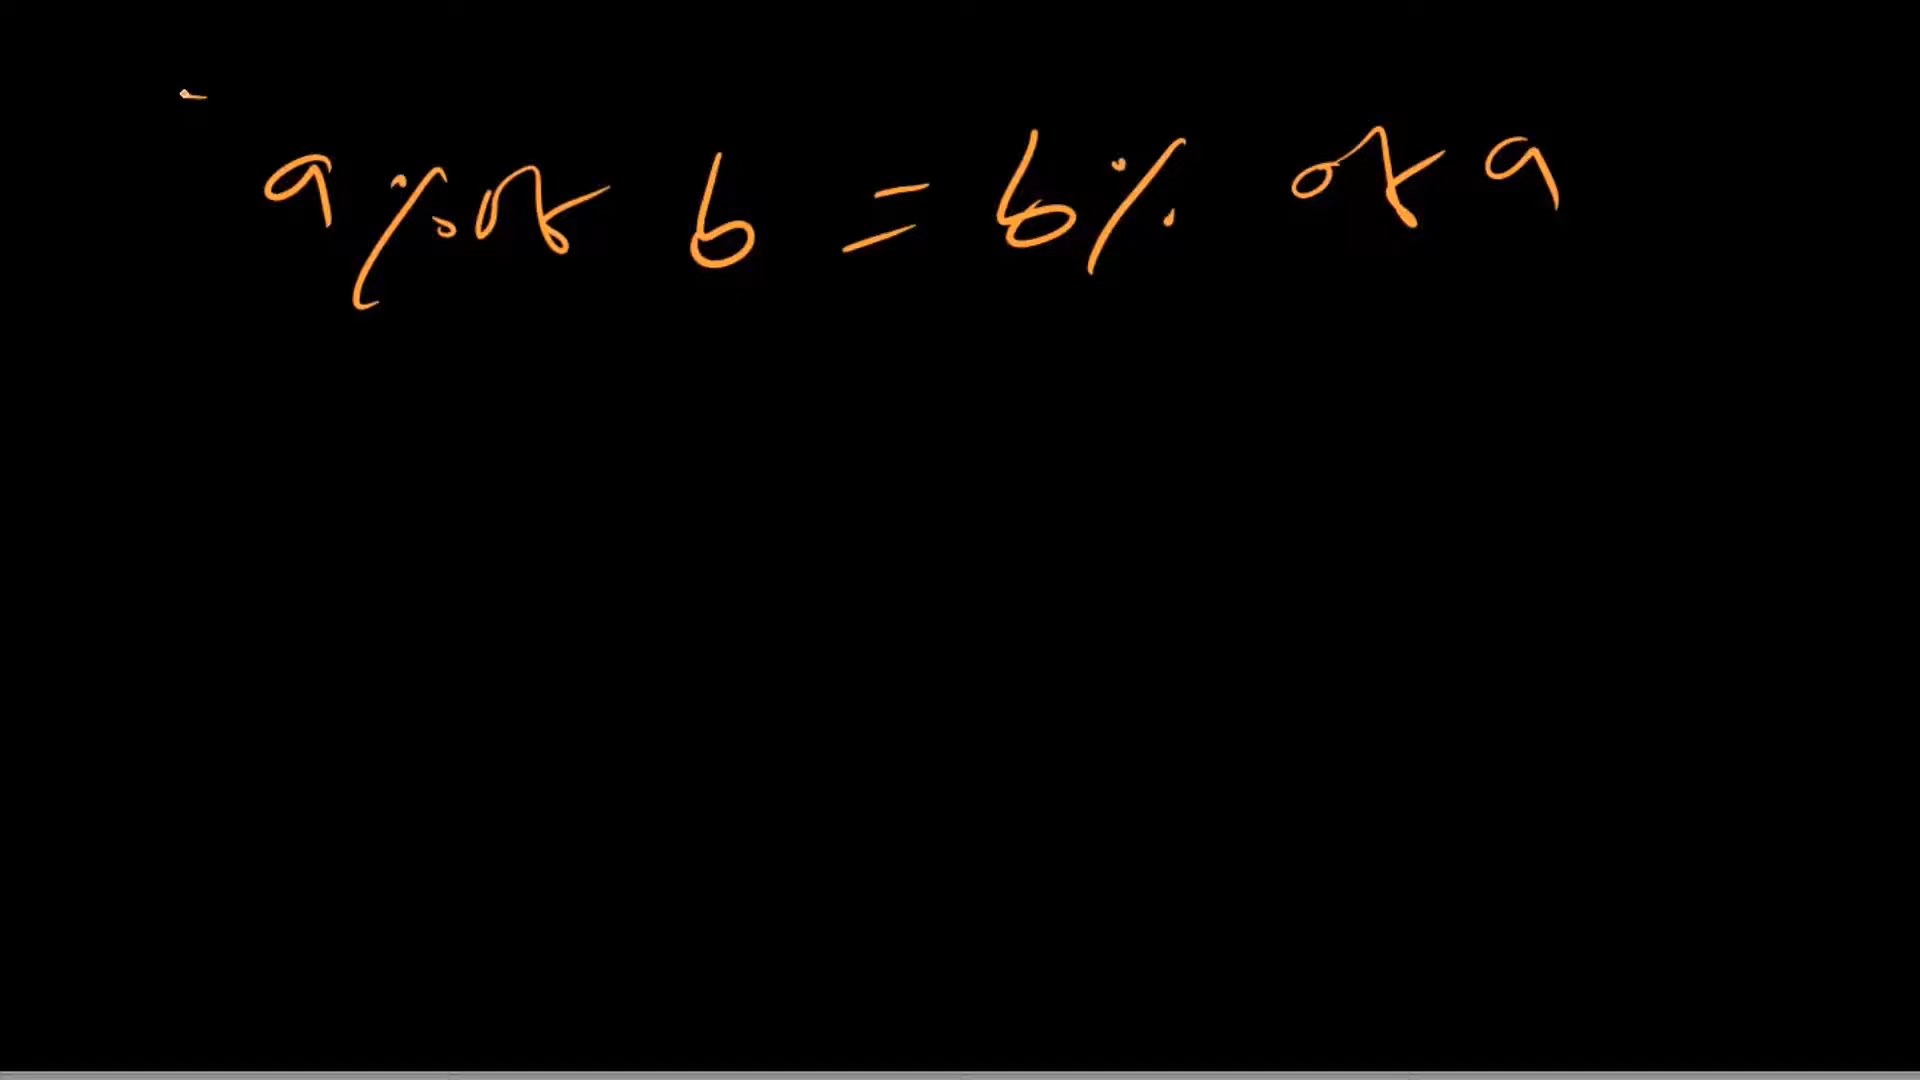 a % of b = b % of a